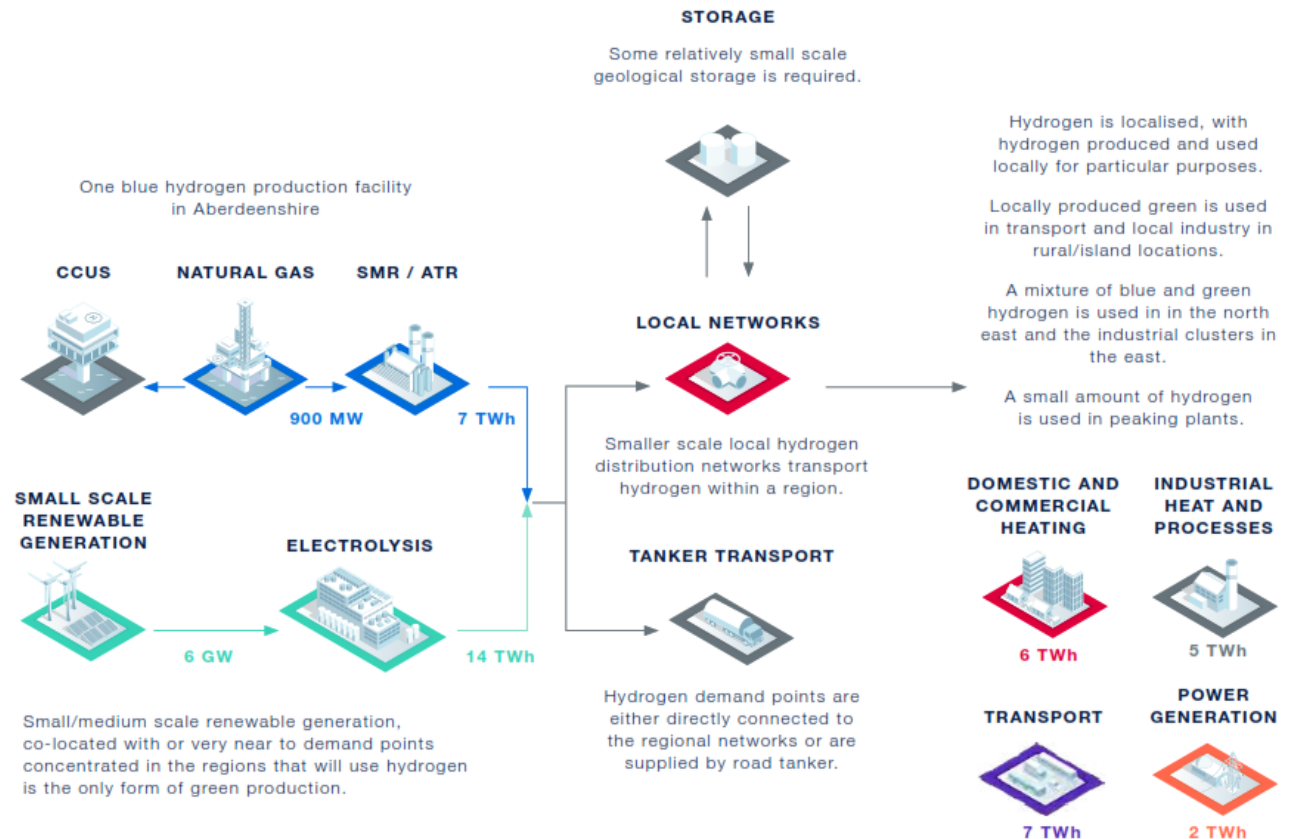 STORAGE
Some relatively small scale
geological storage is required.
Hydrogen is localised, with
hydrogen produced and used
locally for particular purposes.
Locally produced green is used
in transport and local industry in
rural/island locations.
A mixture of blue and green
hydrogen is used in in the north
east and the industrial clusters in
the east.
A small amount of hydrogen
is used in peaking plants.
One blue hydrogen production facility
in Aberdeenshire
CCUS
NATURAL GAS
SMR / ATR
900 MW
7 TWh
LOCAL NETWORKS
Smaller scale local hydrogen
distribution networks transport
hydrogen within a region.
SMALL SCALE
RENEWABLE
GENERATION
ELECTROLYSIS
6 GW
14 TWh
Small/medium scale renewable generation,
co-located with or very near to demand points
concentrated in the regions that will use hydrogen
is the only form of green production.
TANKER TRANSPORT
Hydrogen demand points are
either directly connected to
the regional networks or are
supplied by road tanker.
DOMESTIC AND
COMMERCIAL
HEATING
6 TWh
INDUSTRIAL
HEAT AND
PROCESSES
5 TWh
TRANSPORT
7 TWh
POWER
GENERATION
2 TWh